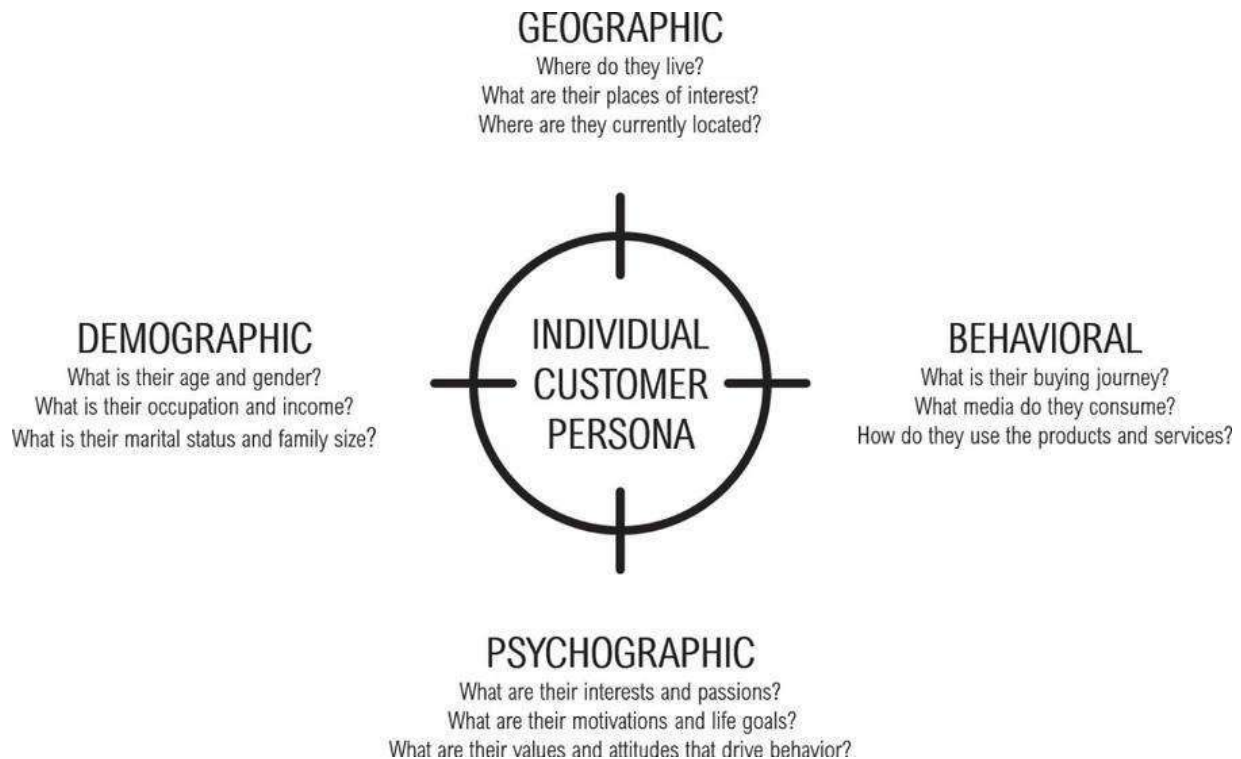 GEOGRAPHIC
Where do they live?
What are their places of interest?
Where are they currently located?
DEMOGRAPHIC
What is their age and gender?
What is their occupation and income?
What is their marital status and family size?
INDIVIDUAL
CUSTOMER
PERSONA
BEHAVIORAL
What is their buying journey?
What media do they consume?
How do they use the products and services?
PSYCHOGRAPHIC
What are their interests and passions?
What are their motivations and life goals?
What are their values and attitudes that drive behavior?